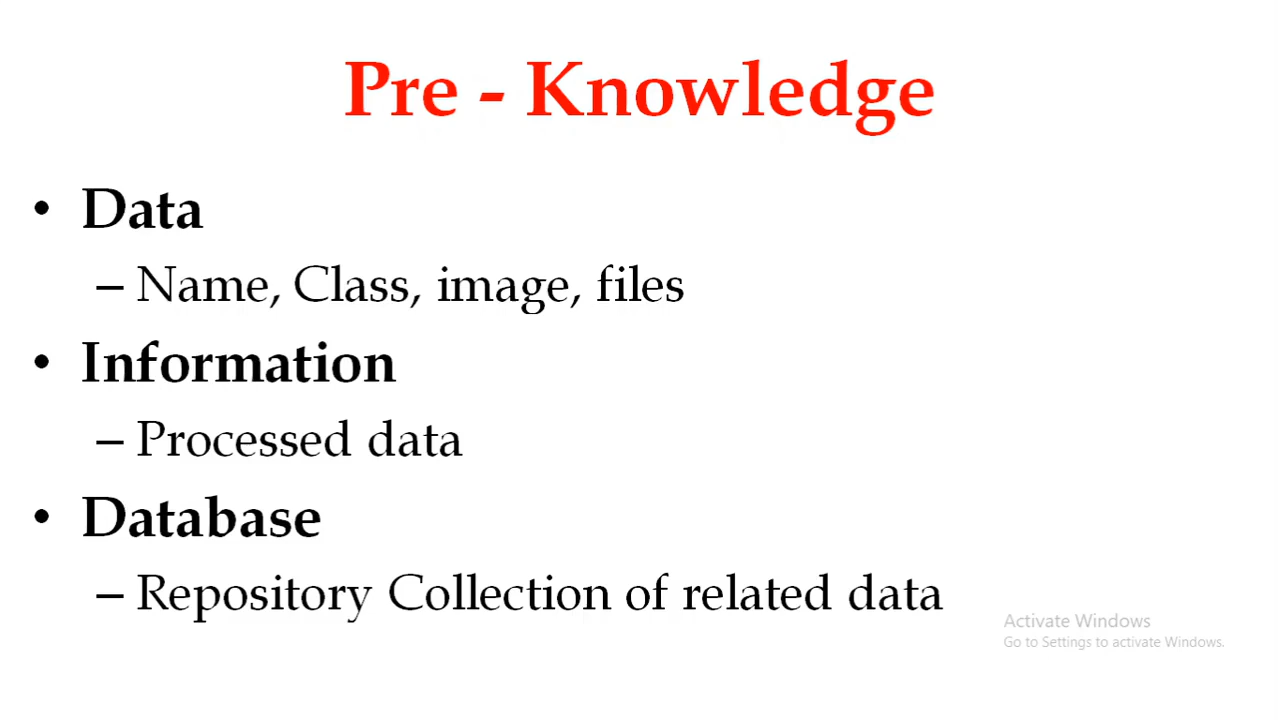 Pre - Knowledge
• Data
– Name, Class, image, files
• Information
– Processed data
• Database
– Repository Collection of related data
Activate Windows
Go to Settings to activate Windows.